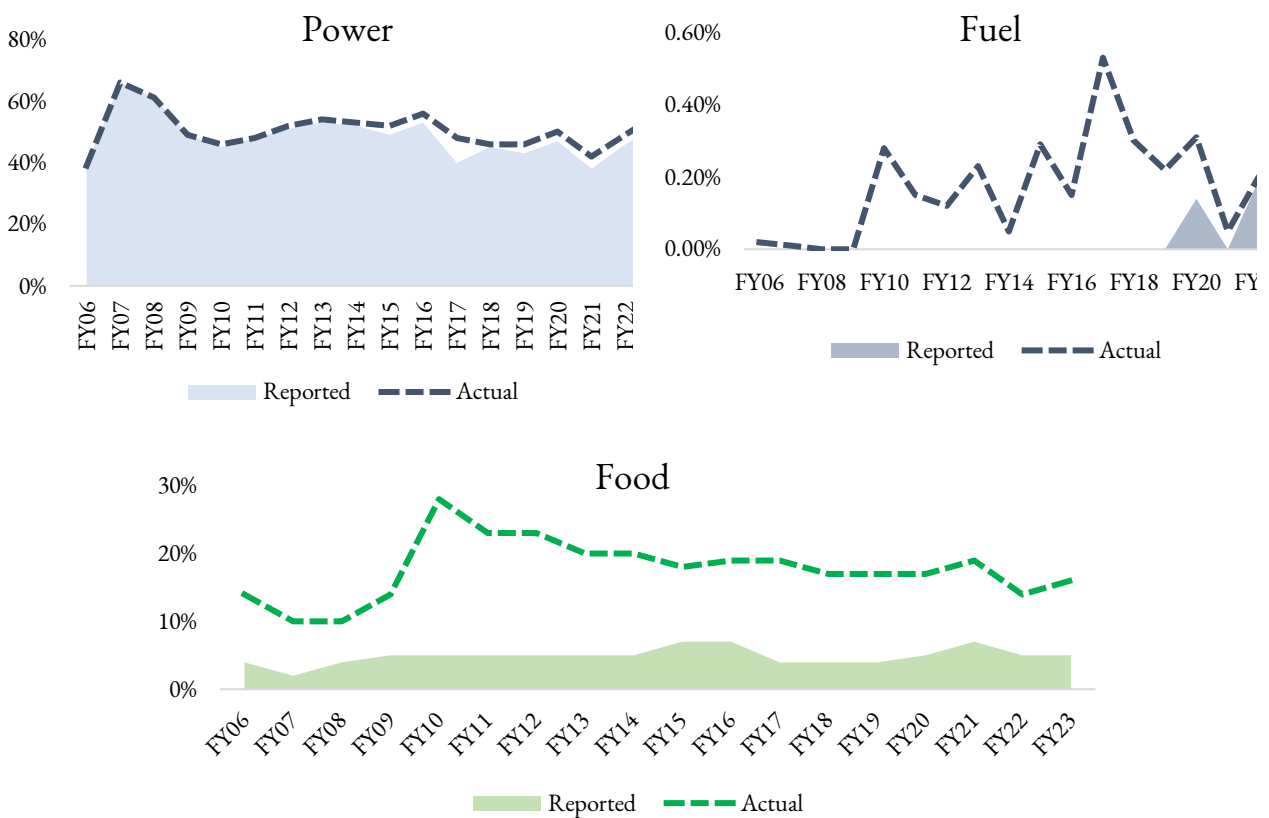 Power
80%
60%
40%
20%
0%
FY06 FY07 FY08 FY09 FY10 FY11 FY12 FY13 FY14 FY15 FY16 FY17 FY18 FY19 FY20 FY21 FY22
Reported Actual
Fuel
0.60%
0.40%
0.20%
0.00%
FY06 FY08 FY10 FY12 FY14 FY16 FY18 FY20 FY
Reported Actual
Food
30%
20%
10%
0%
FY06 FY07 FY08 FY09 FY10 FY11 FY12 FY13 FY14 FY15 FY16 FY17 FY18 FY19 FY20 FY21 FY22 FY23
Reported Actual